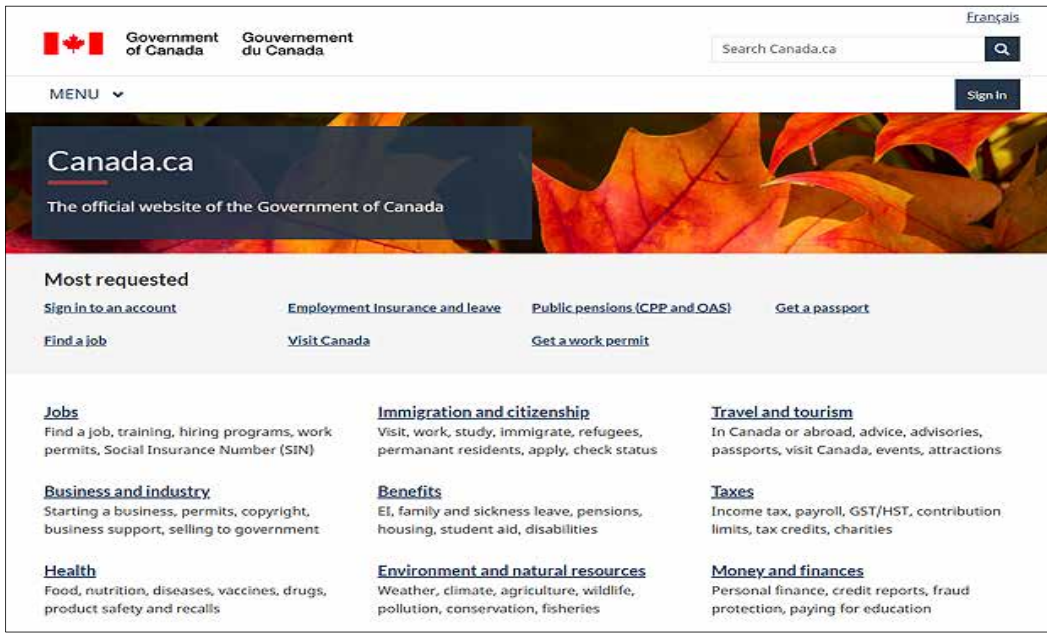 Français
Government of Canada
Gouvernement du Canada
Search Canada.ca
MENU
Sign In
Canada.ca
The official website of the Government of Canada
Most requested
Sign in to an account
Employment Insurance and leave
Public pensions (CPP and OAS)
Get a passport
Find a job
Visit Canada
Get a work permit
Jobs
Find a job, training, hiring programs, work
permits, Social Insurance Number (SIN)
Immigration and citizenship
Visit, work, study, immigrate, refugees,
permanant residents, apply, check status
Travel and tourism
In Canada or abroad, advice, advisories,
passports, visit Canada, events, attractions
Business and industry
Starting a business, permits, copyright,
business support, selling to government
Benefits
EI, family and sickness leave, pensions,
housing, student aid, disabilities
Taxes
Income tax, payroll, GST/HST, contribution
limits, tax credits, charities
Health
Food, nutrition, diseases, vaccines, drugs,
product safety and recalls
Environment and natural resources
Weather, climate, agriculture, wildlife,
pollution, conservation, fisheries
Money and finances
Personal finance, credit reports, fraud
protection, paying for education